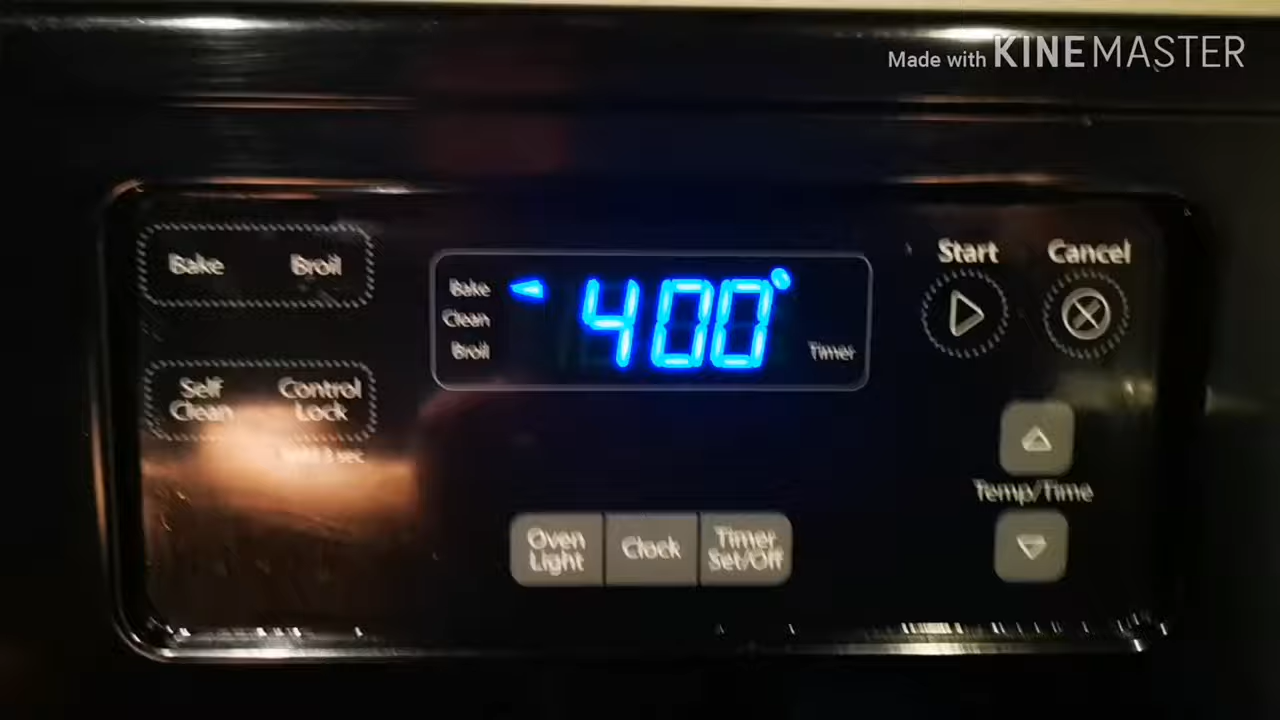 Made with KINEMASTER
Bake Broil
Self Clean
Control Lock
3 sec
Bake
Clean
Broil
400°
Timer
Start Cancel
Temp/Time
Oven Light
Clock
Timer Set/Off